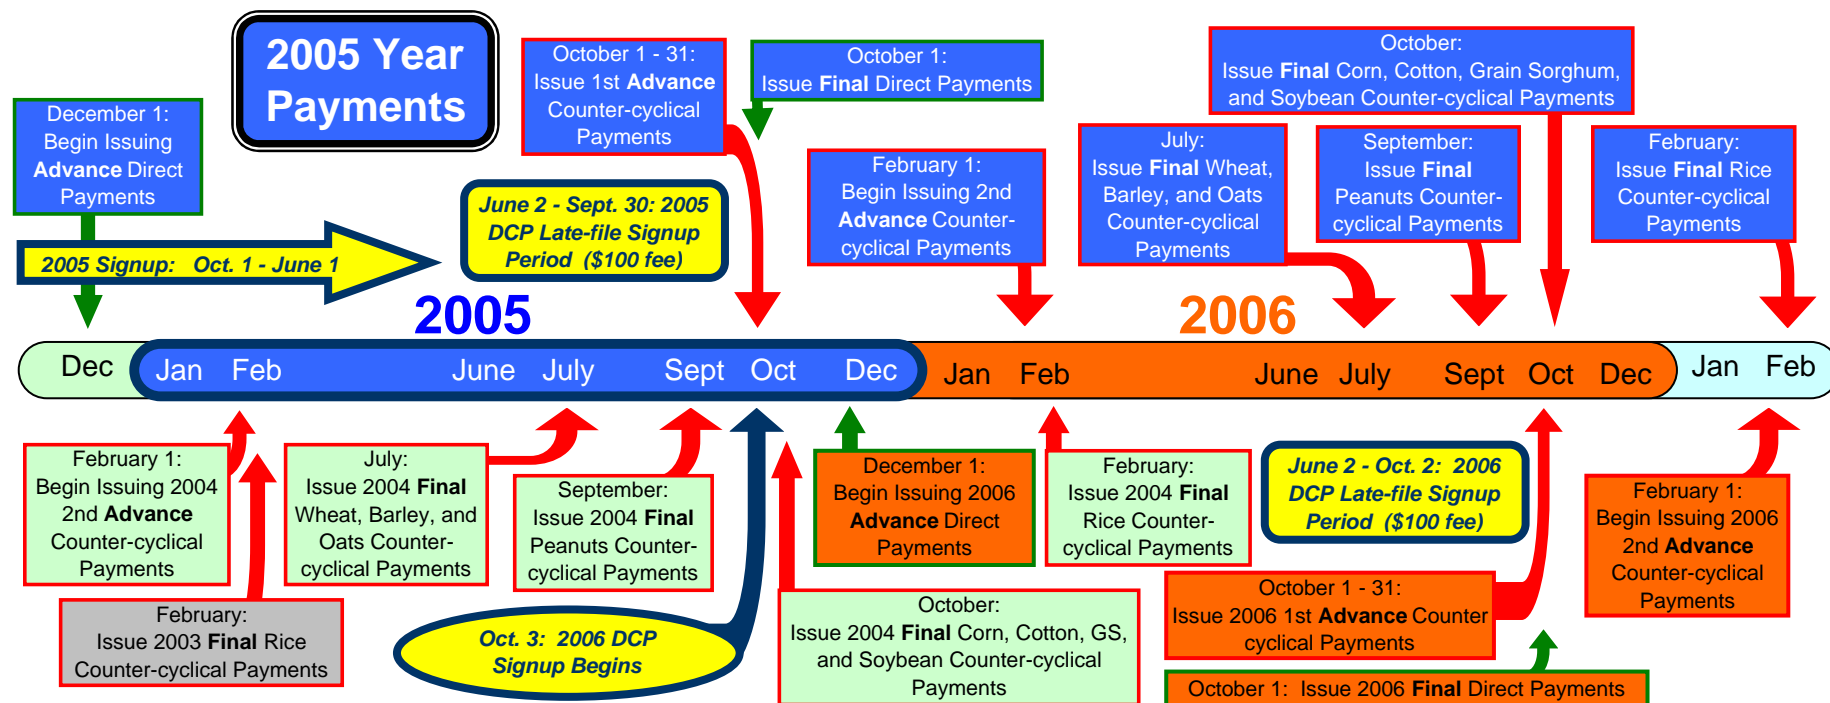 2005 Year
Payments
December 1:
Begin Issuing
Advance Direct
Payments
October 1 - 31:
Issue 1st Advance
Counter-cyclical
Payments
October 1:
Issue Final Direct Payments
October:
Issue Final Corn, Cotton, Grain Sorghum,
and Soybean Counter-cyclical Payments
February 1:
Begin Issuing 2nd
Advance Counter-
cyclical Payments
July:
Issue Final Wheat,
Barley, and Oats
Counter-cyclical
Payments
September:
Issue Final
Peanuts Counter-
cyclical Payments
February:
Issue Final Rice
Counter-cyclical
Payments
2005 Signup: Oct. 1 - June 1
June 2 - Sept. 30: 2005
DCP Late-file Signup
Period ($100 fee)
2005
2006
Dec Jan Feb June July Sept Oct Dec Jan Feb June July Sept Oct Dec Jan Feb
February 1:
Begin Issuing 2004
2nd Advance
Counter-cyclical
Payments
February:
Issue 2003 Final Rice
Counter-cyclical Payments
July:
Issue 2004 Final
Wheat, Barley, and
Oats Counter-
cyclical Payments
September:
Issue 2004 Final
Peanuts Counter-
cyclical Payments
Oct. 3: 2006 DCP
Signup Begins
October:
Issue 2004 Final Corn, Cotton, GS,
and Soybean Counter-cyclical
Payments
December 1:
Begin Issuing 2006
Advance Direct
Payments
February:
Issue 2004 Final
Rice Counter-
cyclical Payments
June 2 - Oct. 2: 2006
DCP Late-file Signup
Period ($100 fee)
October 1 - 31:
Issue 2006 1st Advance Counter
cyclical Payments
October 1: Issue 2006 Final Direct Payments
February 1:
Begin Issuing 2006
2nd Advance
Counter-cyclical
Payments